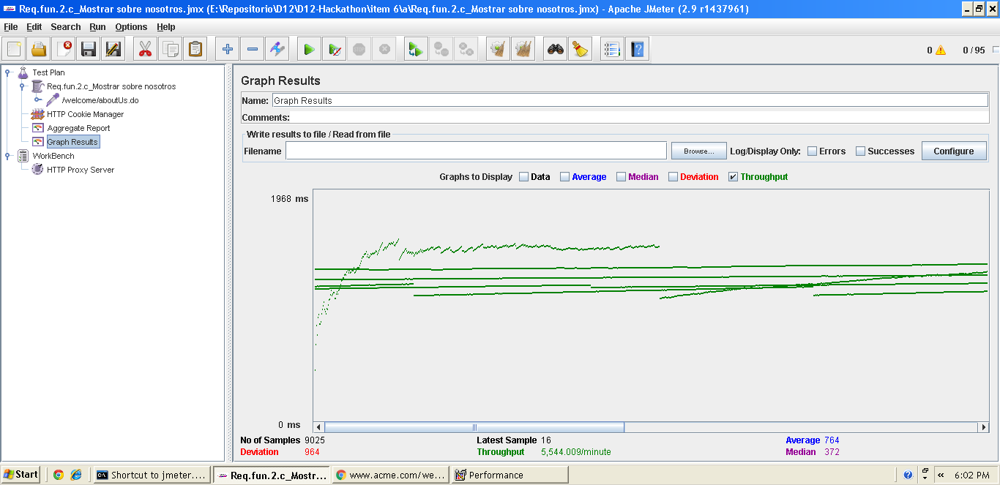 Req.fun.2.c_Mostrar sobre nosotros.jmx (E:\Repositorio\D12\D12-Hackathon\item 6\a\Req.fun.2.c_Mostrar sobre nosotros.jmx) - Apache JMeter (2.9 r1437961)
File Edit Search Run Options Help
0 0 / 95
Test Plan
Req.fun.2.c_Mostrar sobre nosotros
/welcome/aboutUs.do
HTTP Cookie Manager
Aggregate Report
Graph Results
WorkBench
HTTP Proxy Server
Graph Results
Name: Graph Results
Comments:
Write results to file / Read from file
Filename Browse... Log/Display Only: Errors Successes Configure
Graphs to Display Data Average Median Deviation Throughput
1968 ms
0 ms
No of Samples 9025 Latest Sample 16 Average 764
Deviation 964 Throughput 5,544.009/minute Median 372
Start Shortcut to jmeter.... Req.fun.2.c_Mostr... www.acme.com/we... Performance 6:02 PM